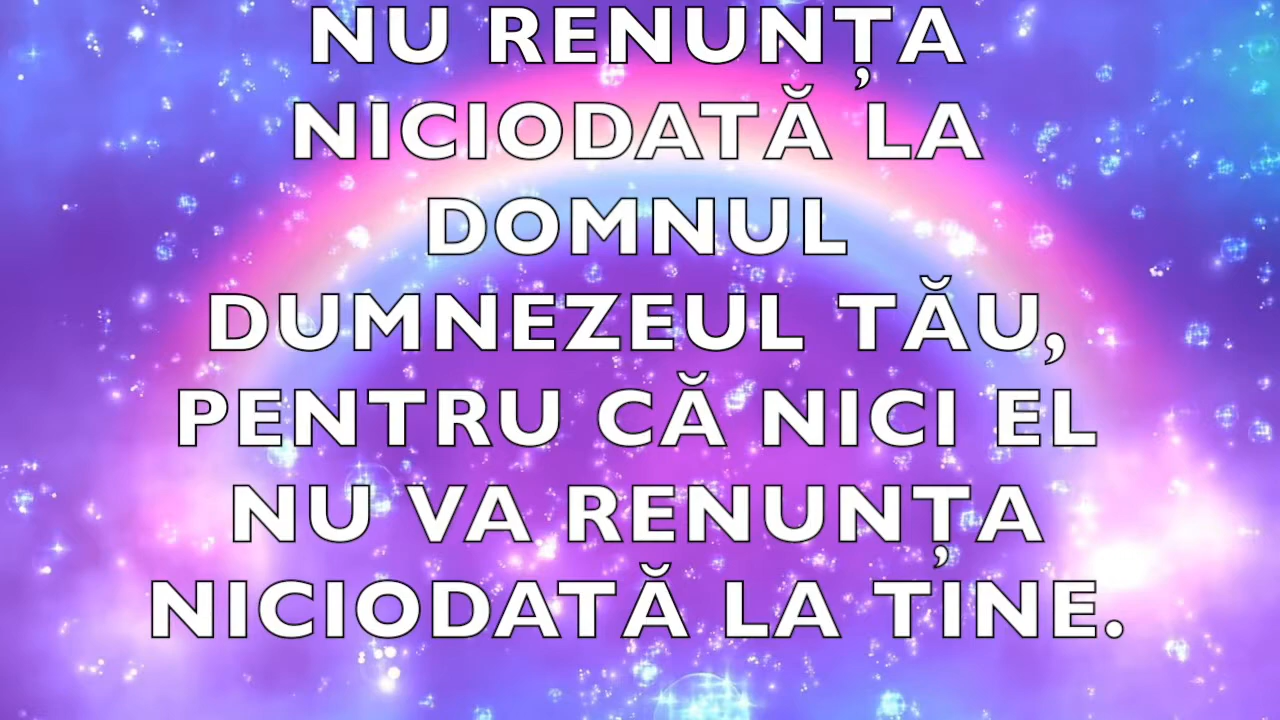 NU RENUNȚA
NICIODATĂ LA
DOMNUL
DUMNEZEUL TĂU,
PENTRU CĂ NICI EL
NU VA RENUNȚA
NICIODATĂ LA TINE.